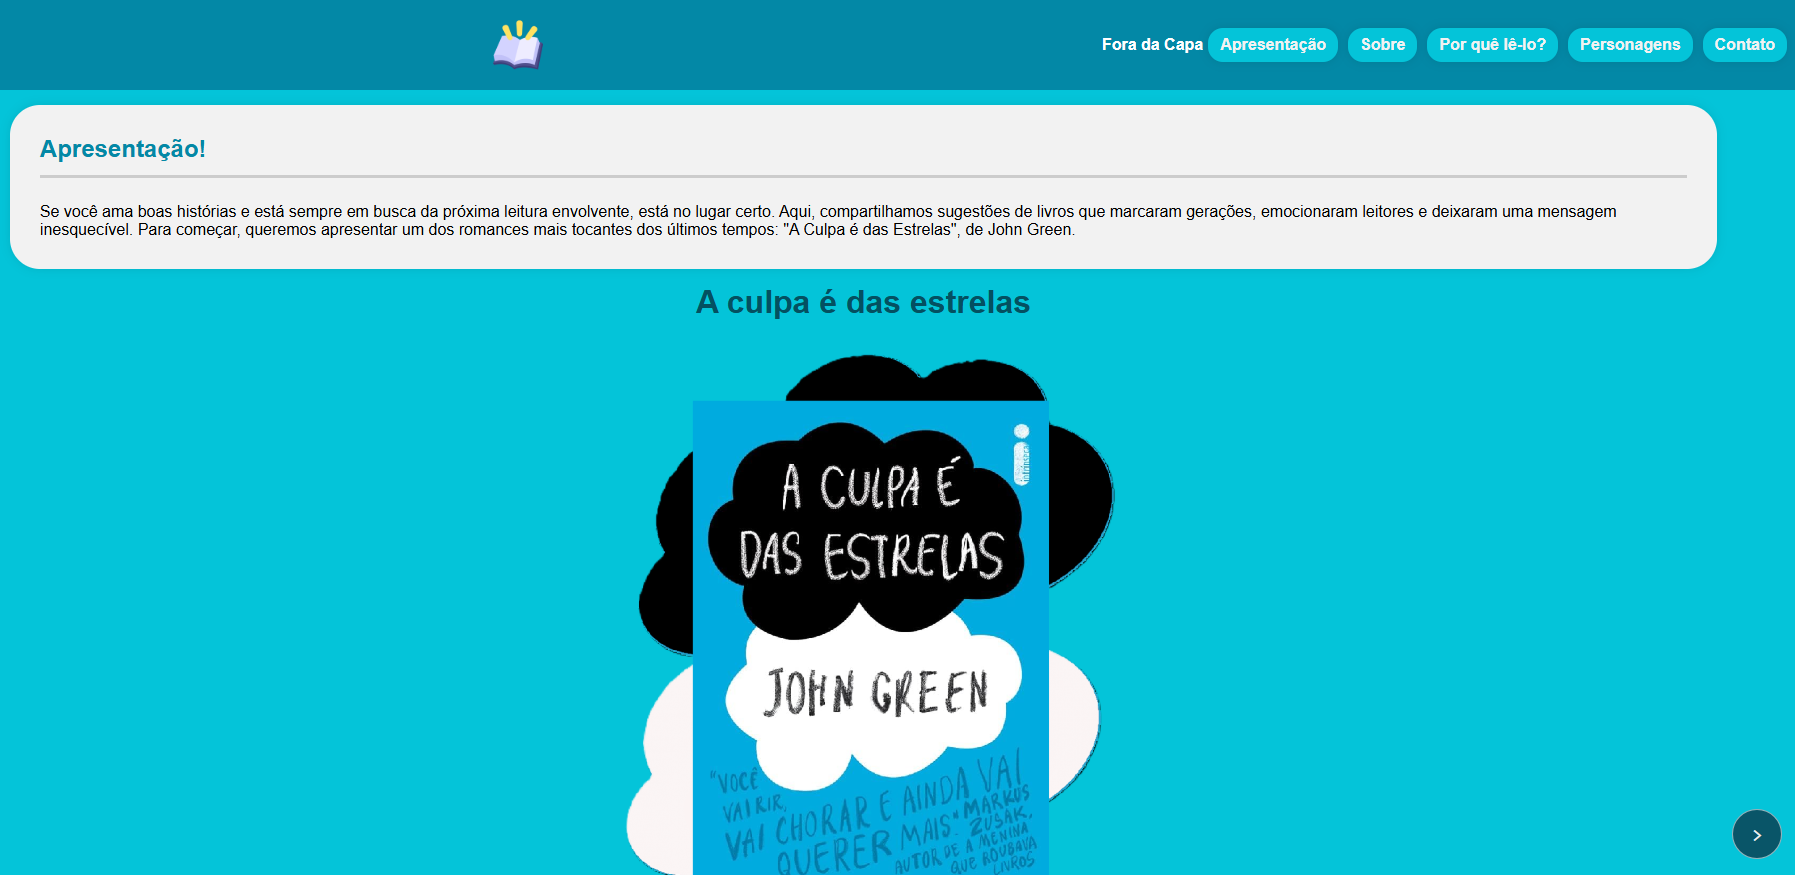 Fora da Capa Apresentação Sobre Por quê lê-lo? Personagens Contato
Apresentação!
Se você ama boas histórias e está sempre em busca da próxima leitura envolvente, está no lugar certo. Aqui, compartilhamos sugestões de livros que marcaram gerações, emocionaram leitores e deixaram uma mensagem
inesquecível. Para começar, queremos apresentar um dos romances mais tocantes dos últimos tempos: "A Culpa é das Estrelas", de John Green.
A culpa é das estrelas
intrínseca
A CULPA É
DAS ESTRELAS
JOHN GREEN
"VOCÊ
VAI RIR,
VAI CHORAR E AINDA VAI
QUERER MAIS." MARKUS
ZUSAK,
AUTOR DE A MENINA
QUE ROUBAVA
LIVROS